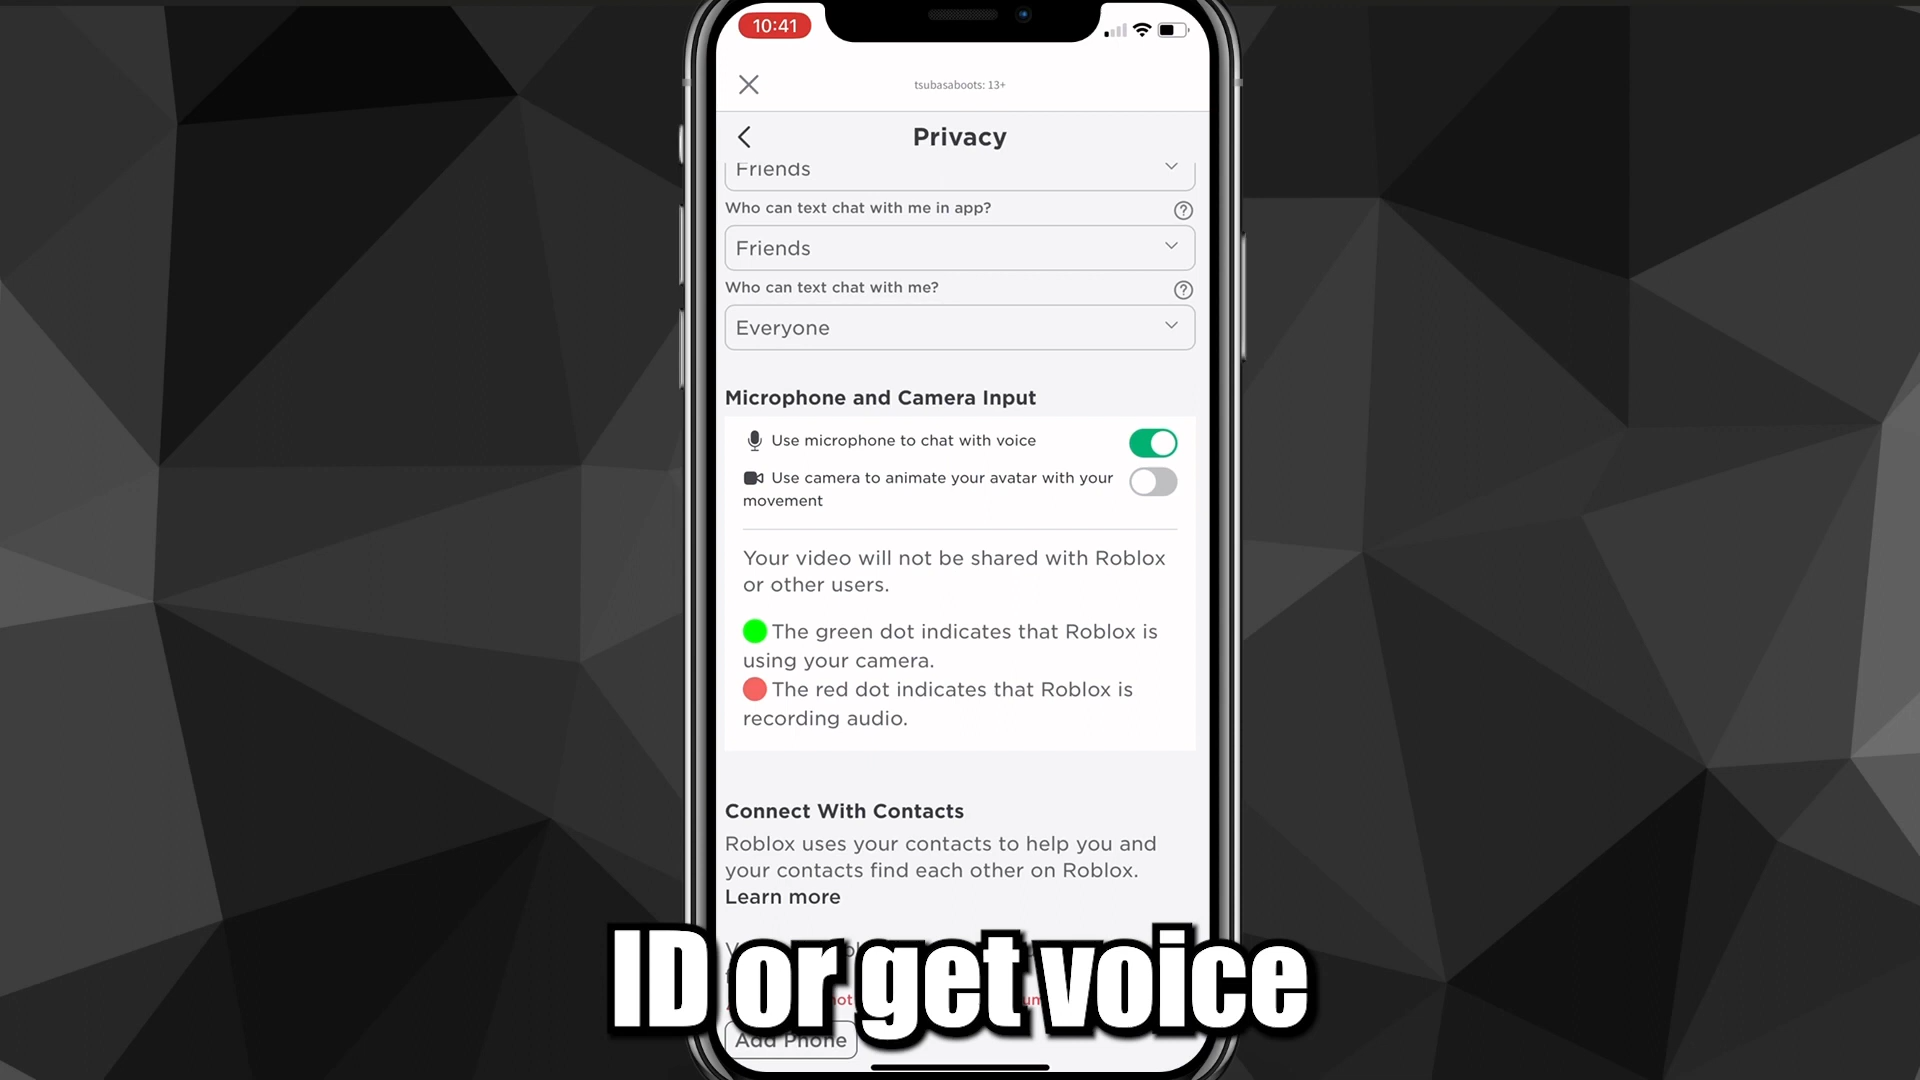 10:41
tsubasaboots: 13+
Privacy
Friends
Who can text chat with me in app?
Friends
Who can text chat with me?
Everyone
Microphone and Camera Input
Use microphone to chat with voice
Use camera to animate your avatar with your
movement
Your video will not be shared with Roblox
or other users.
The green dot indicates that Roblox is
using your camera.
The red dot indicates that Roblox is
recording audio.
Connect With Contacts
Roblox uses your contacts to help you and
your contacts find each other on Roblox.
Learn more
ID or get voice
Add Phone